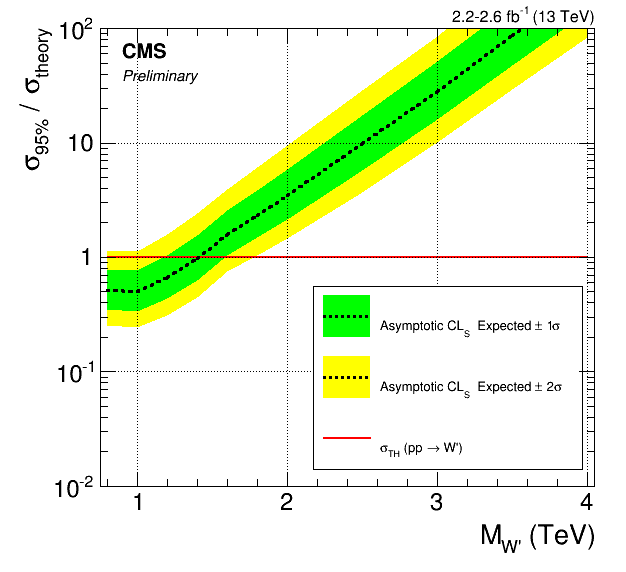 2.2-2.6 fb⁻¹ (13 TeV)
CMS
Preliminary
σ95% / σtheory
10²
10
1
10⁻¹
10⁻²
Asymptotic CLS Expected ± 1σ
Asymptotic CLS Expected ± 2σ
σTH (pp → W')
1 2 3 4
MW' (TeV)